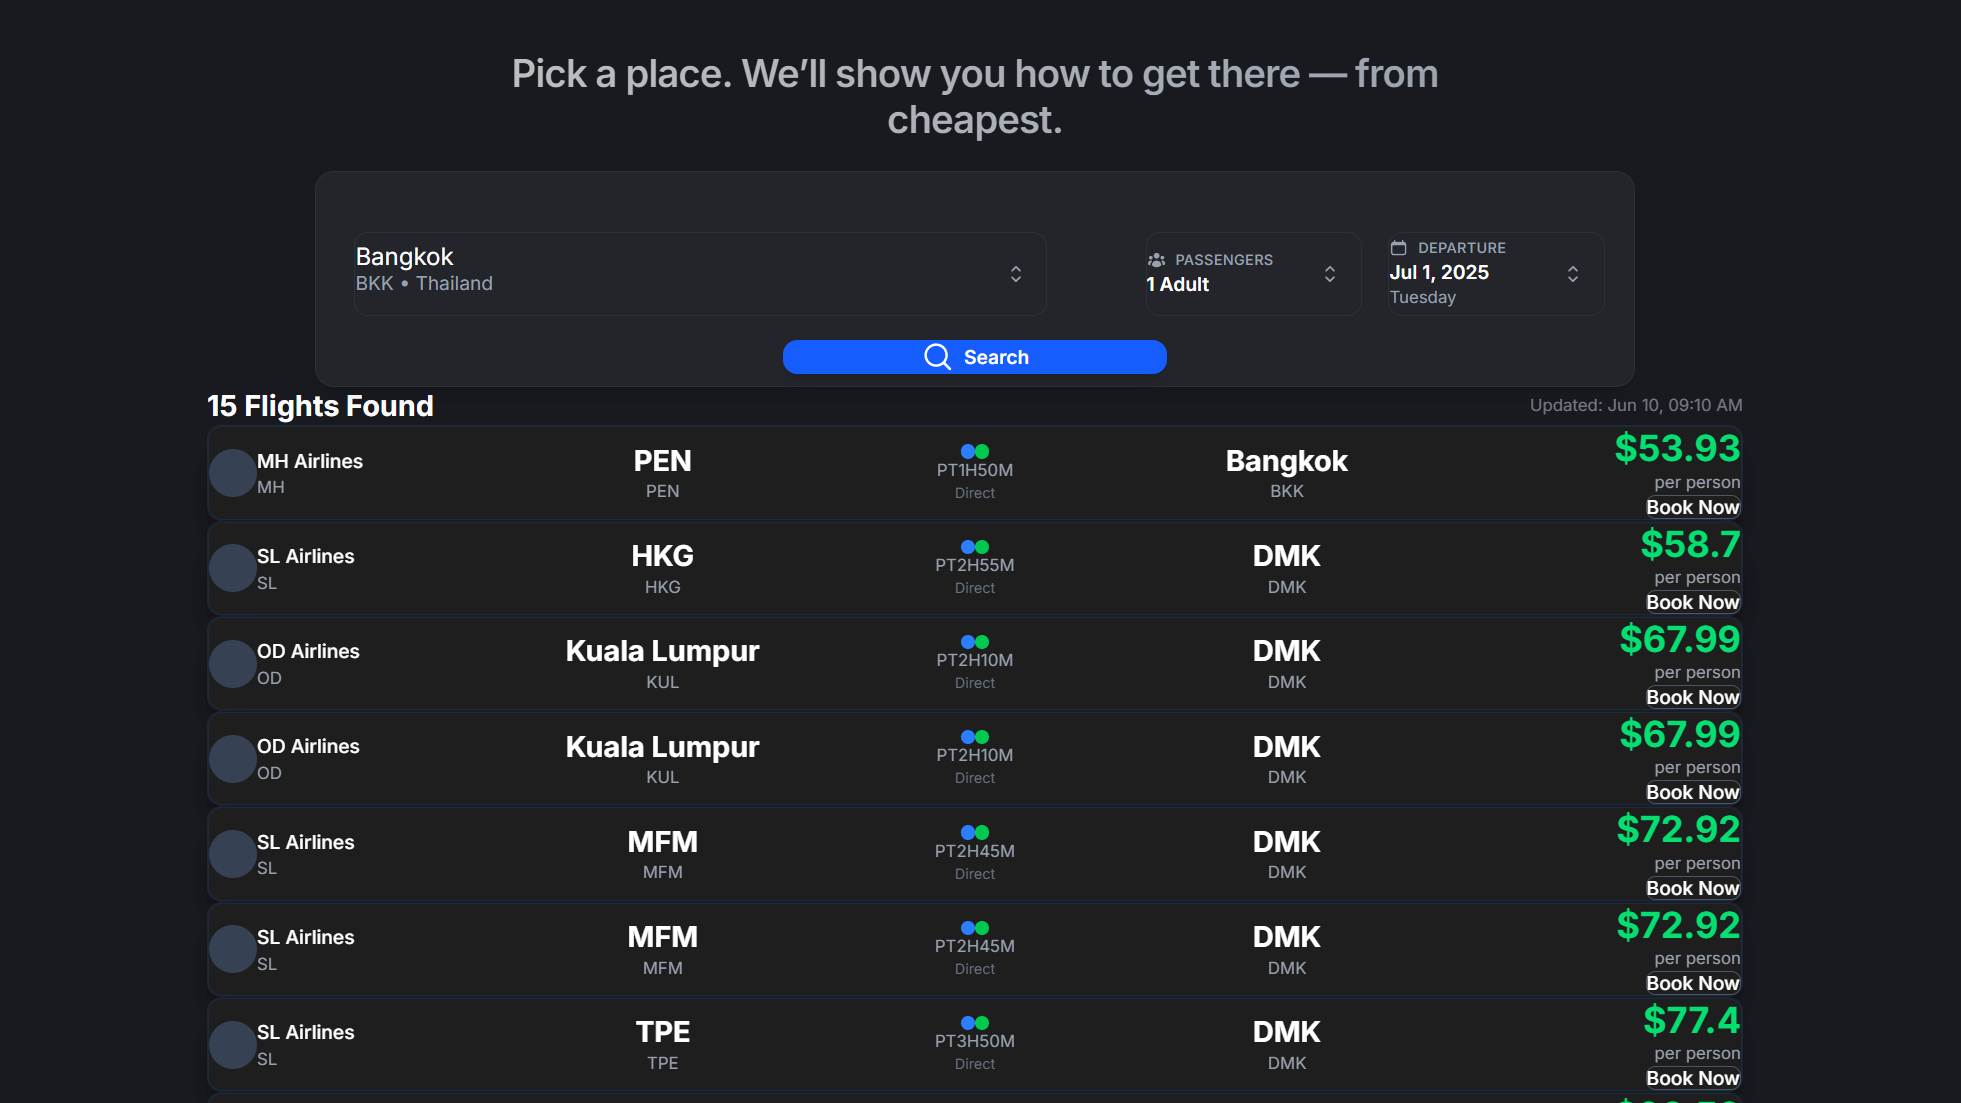 Pick a place. We’ll show you how to get there — from
cheapest.
Bangkok
BKK • Thailand
PASSENGERS
1 Adult
DEPARTURE
Jul 1, 2025
Tuesday
Search
15 Flights Found
Updated: Jun 10, 09:10 AM
MH Airlines
MH
PEN
PEN
PT1H50M
Direct
Bangkok
BKK
$53.93
per person
Book Now
SL Airlines
SL
HKG
HKG
PT2H55M
Direct
DMK
DMK
$58.7
per person
Book Now
OD Airlines
OD
Kuala Lumpur
KUL
PT2H10M
Direct
DMK
DMK
$67.99
per person
Book Now
OD Airlines
OD
Kuala Lumpur
KUL
PT2H10M
Direct
DMK
DMK
$67.99
per person
Book Now
SL Airlines
SL
MFM
MFM
PT2H45M
Direct
DMK
DMK
$72.92
per person
Book Now
SL Airlines
SL
MFM
MFM
PT2H45M
Direct
DMK
DMK
$72.92
per person
Book Now
SL Airlines
SL
TPE
TPE
PT3H50M
Direct
DMK
DMK
$77.4
per person
Book Now